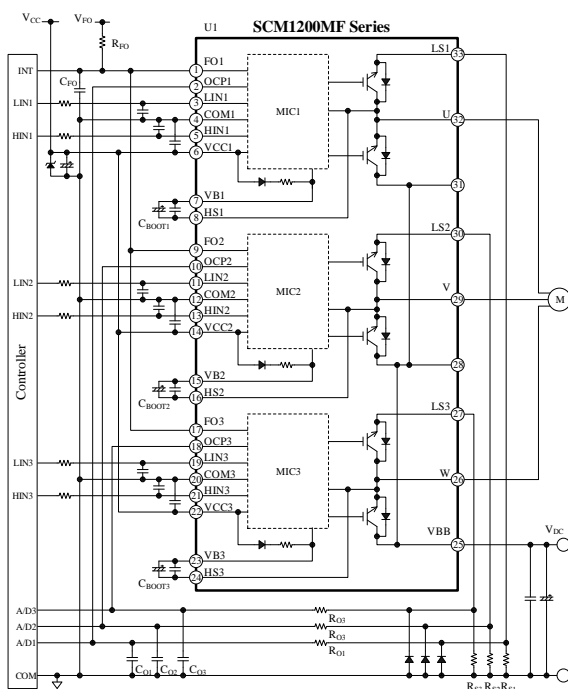 SCM1200MF Series
U1
VCC
VFO
RFO
INT
CFO
LIN1
HIN1
1 FO1
2 OCP1
3 LIN1
4 COM1
5 HIN1
6 VCC1
7 VB1
8 HS1
CBOOT1
MIC1
LS1
33
U
32
31
9 FO2
10 OCP2
11 LIN2
12 COM2
13 HIN2
14 VCC2
15 VB2
16 HS2
LIN2
HIN2
CBOOT2
MIC2
LS2
30
V
29
28
M
Controller
17 FO3
18 OCP3
19 LIN3
20 COM3
21 HIN3
22 VCC3
23 VB3
24 HS3
LIN3
HIN3
CBOOT3
MIC3
LS3
27
W
26
VBB
25
VDC
A/D3
A/D2
A/D1
COM
RO3
RO3
RO1
CO1
CO2
CO3
RS3
RS2
RS1